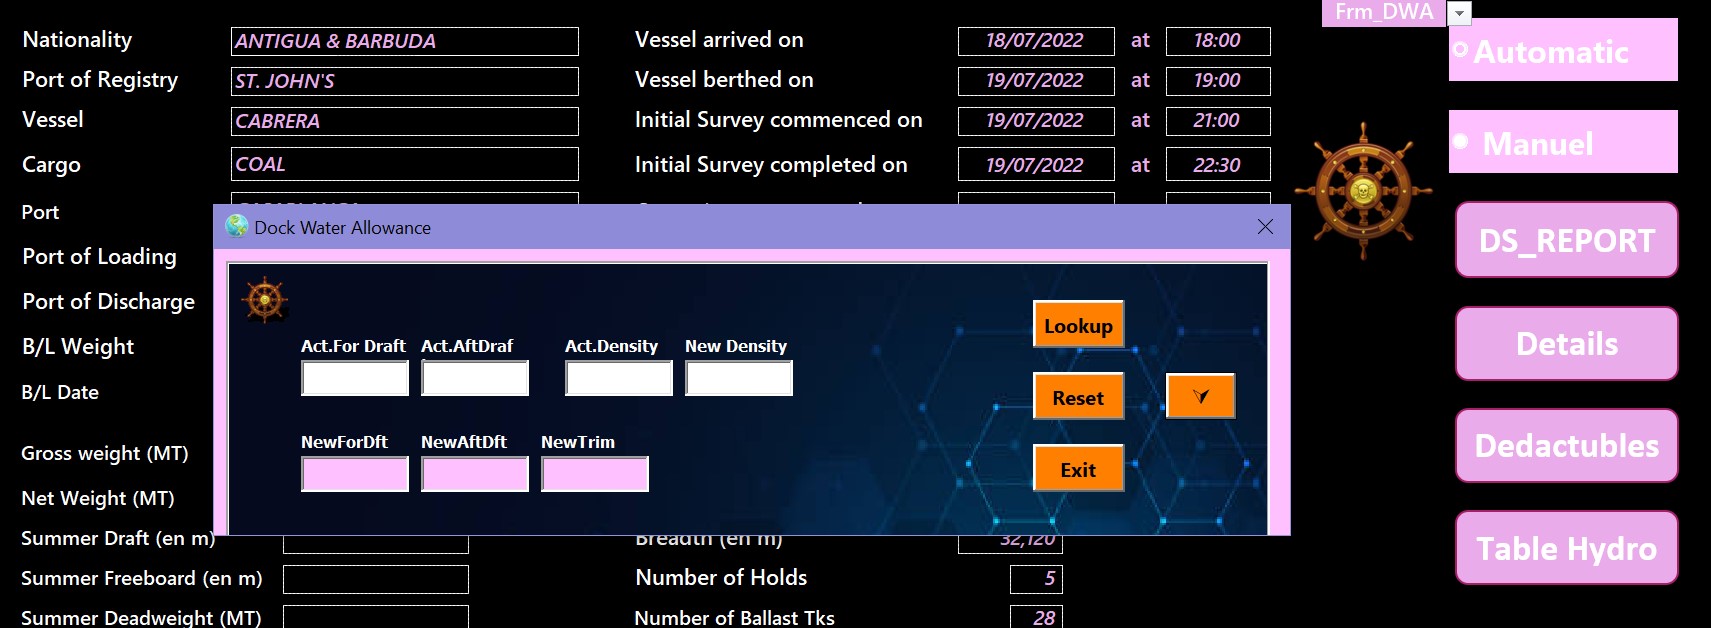 Frm_DWA
Nationality ANTIGUA & BARBUDA Vessel arrived on 18/07/2022 at 18:00
Automatic
Port of Registry ST. JOHN'S Vessel berthed on 19/07/2022 at 19:00
Vessel CABRERA Initial Survey commenced on 19/07/2022 at 21:00
Manuel
Cargo COAL Initial Survey completed on 19/07/2022 at 22:30
Port
Dock Water Allowance
DS_REPORT
Port of Loading
Port of Discharge
Lookup
B/L Weight
Act.For Draft Act.AftDraf Act.Density New Density
Details
B/L Date
Reset
NewForDft NewAftDft NewTrim
Dedactubles
Gross weight (MT)
Exit
Net Weight (MT)
Summer Draft (en m) Breadth (en m) 32,120
Table Hydro
Summer Freeboard (en m) Number of Holds 5
Summer Deadweight (MT) Number of Ballast Tks 28